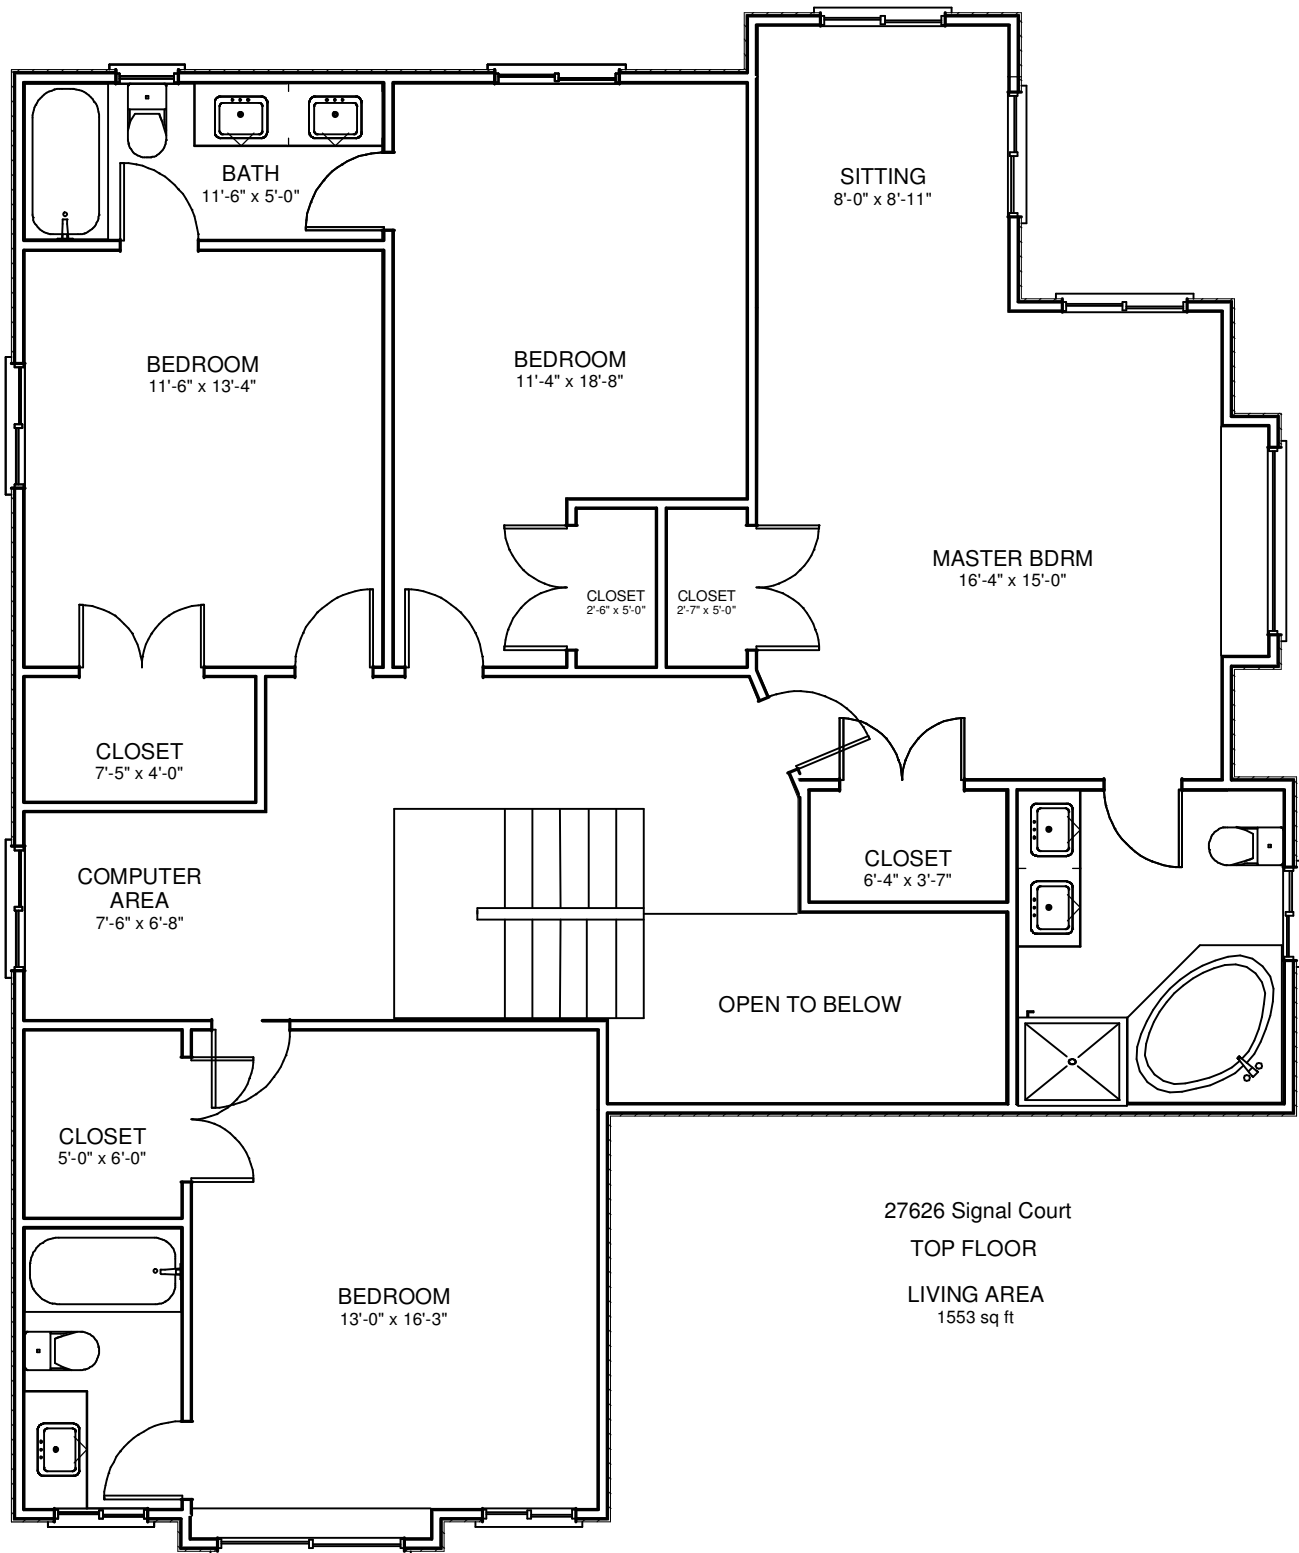 BATH
11'-6" x 5'-0"
SITTING
8'-0" x 8'-11"
BEDROOM
11'-6" x 13'-4"
BEDROOM
11'-4" x 18'-8"
MASTER BDRM
16'-4" x 15'-0"
CLOSET
2'-6" x 5'-0"
CLOSET
2'-7" x 5'-0"
CLOSET
7'-5" x 4'-0"
COMPUTER
AREA
7'-6" x 6'-8"
CLOSET
6'-4" x 3'-7"
OPEN TO BELOW
CLOSET
5'-0" x 6'-0"
BEDROOM
13'-0" x 16'-3"
27626 Signal Court
TOP FLOOR
LIVING AREA
1553 sq ft